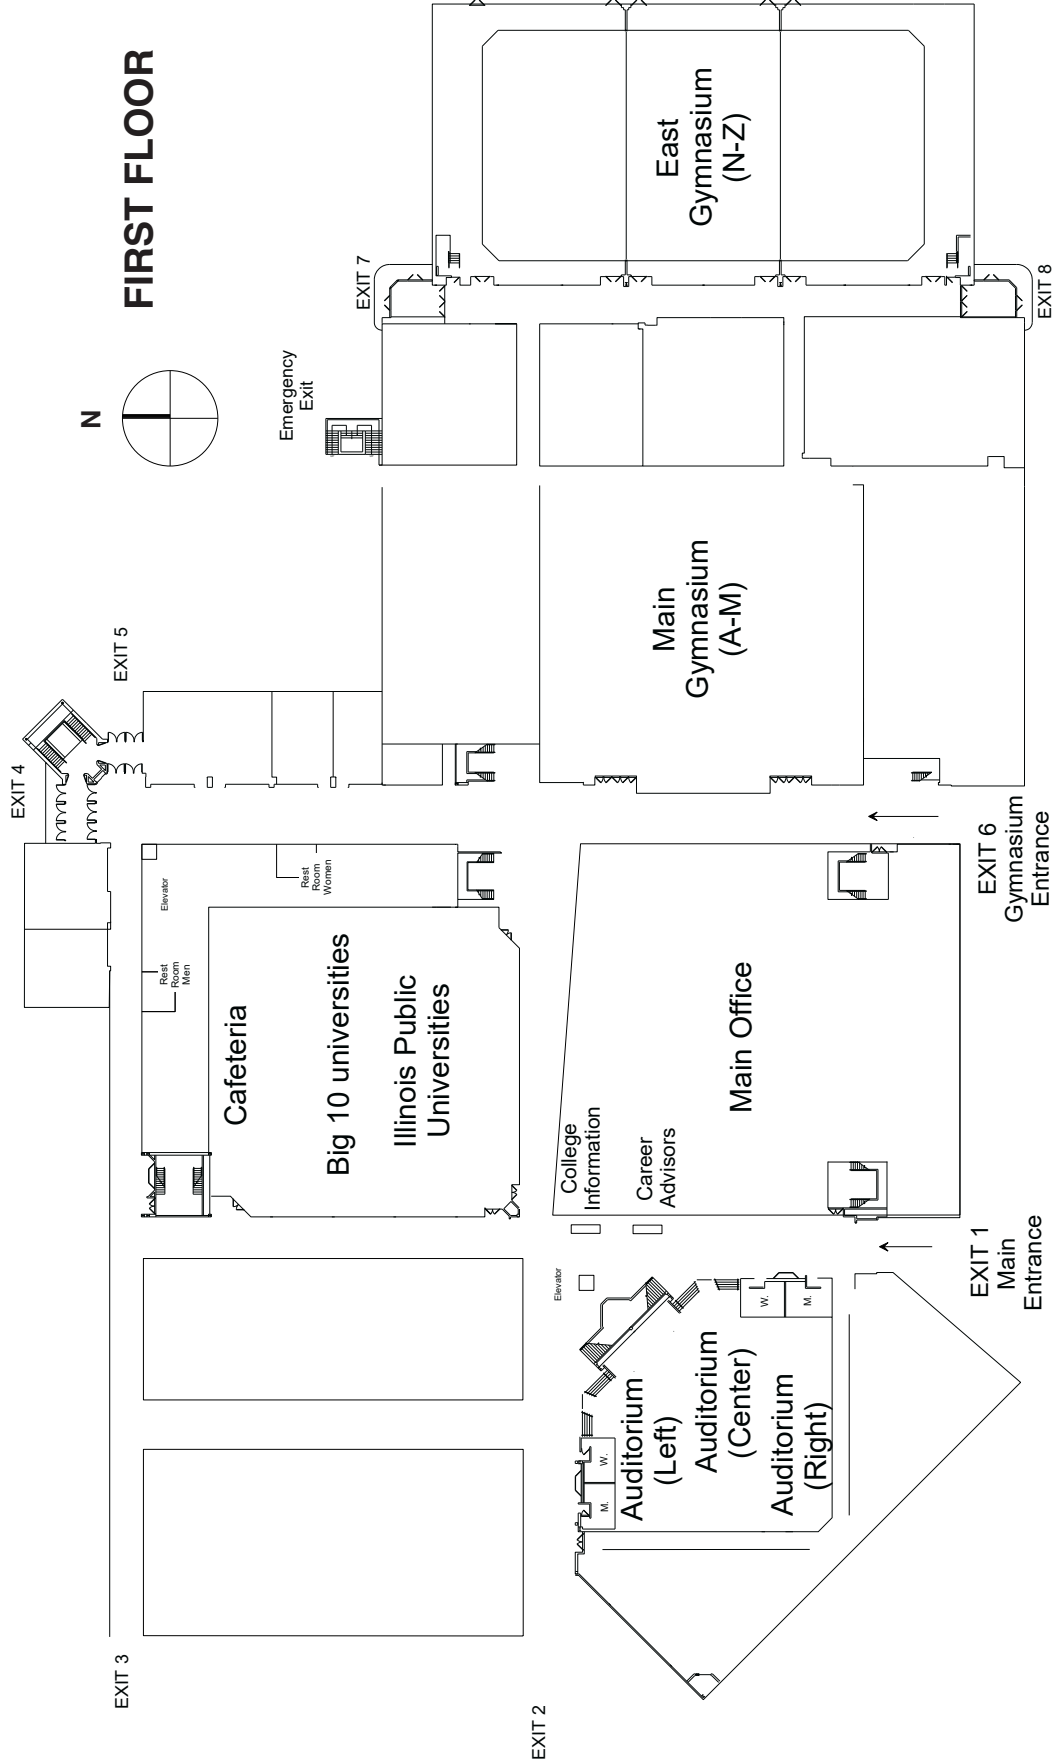 FIRST FLOOR
N
EXIT 3
EXIT 4
EXIT 5
Emergency
Exit
EXIT 7
Elevator
Rest
Room
Men
Rest
Room
Women
Cafeteria
Big 10 universities
Illinois Public
Universities
EXIT 2
Elevator
College
Information
Career
Advisors
Main Office
Main
Gymnasium
(A-M)
East
Gymnasium
(N-Z)
M.
W.
Auditorium
(Left)
Auditorium
(Center)
Auditorium
(Right)
W.
M.
EXIT 1
Main
Entrance
EXIT 6
Gymnasium
Entrance
EXIT 8